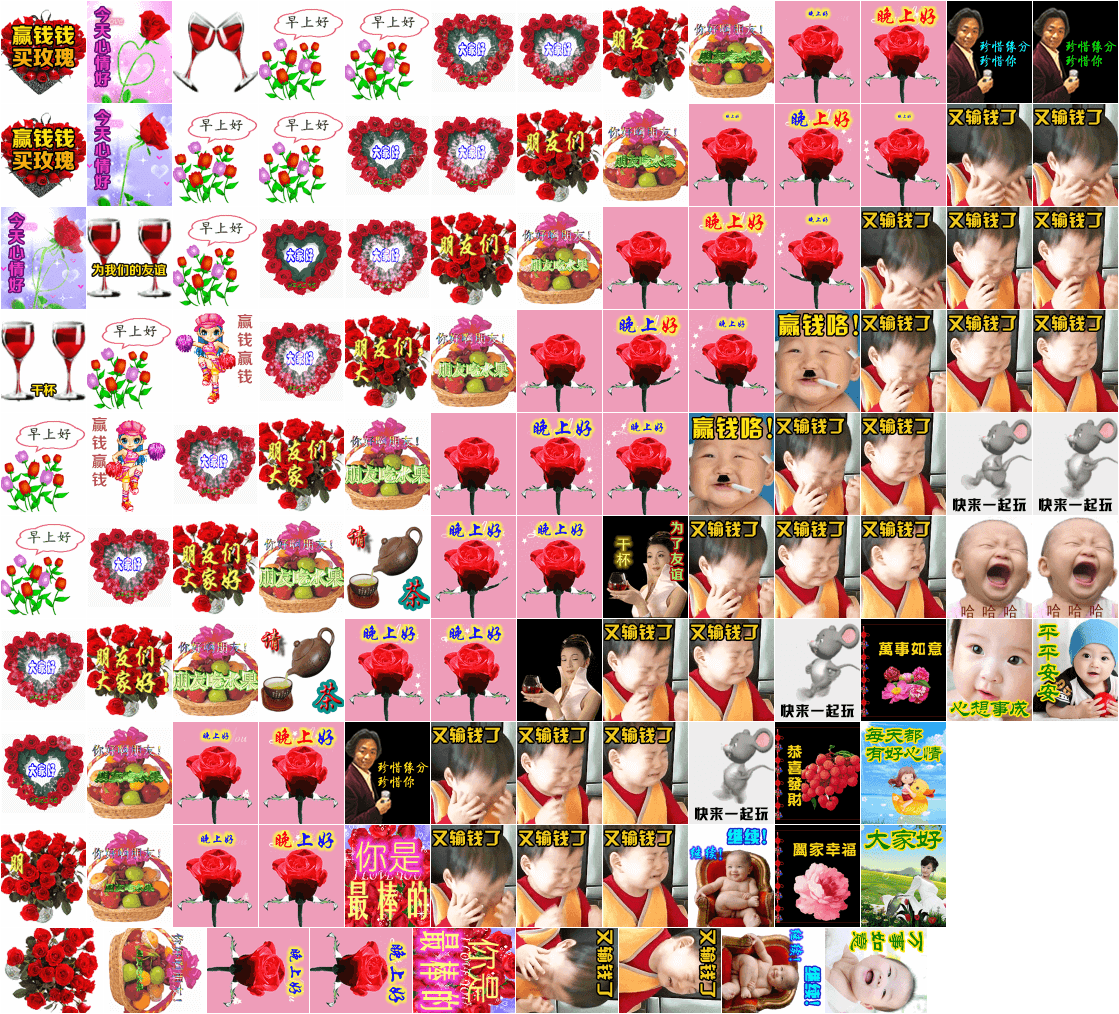 赢钱钱
买玫瑰
今天心情好
早上好
早上好
大家好
大家好
朋友
你好啊朋友!
晚上好
晚上好
珍惜缘分
珍惜你
珍惜缘分
珍惜你
赢钱钱
买玫瑰
今天心情好
早上好
早上好
大家好
大家好
朋友们
你好啊朋友!
朋友吃水果
晚上好
晚上好
晚上好
又输钱了
又输钱了
今天心情好
为我们的友谊
早上好
大家好
大家好
朋友们
你好啊朋友!
朋友吃水果
晚上好
晚上好
又输钱了
又输钱了
又输钱了
干杯
早上好
赢钱赢钱
大家好
朋友们
大
你好啊朋友!
朋友吃水果
晚上好
晚上好
赢钱咯!
又输钱了
又输钱了
又输钱了
早上好
赢钱赢钱
大家好
朋友们
大家
你好啊朋友!
朋友吃水果
晚上好
晚上好
赢钱咯!
又输钱了
又输钱了
快来一起玩
快来一起玩
早上好
大家好
朋友们
大家好
你好啊朋友!
朋友吃水果
请
茶
晚上好
晚上好
为了友谊
干杯
又输钱了
又输钱了
又输钱了
哈哈哈!
哈哈哈!
大家好
朋友们
大家好
你好啊朋友!
朋友吃水果
请
茶
晚上好
晚上好
又输钱了
又输钱了
快来一起玩
萬事如意
心想事成
平平安安
大家好
你好啊朋友!
晚上好
晚上好
珍惜缘分
珍惜你
又输钱了
又输钱了
又输钱了
快来一起玩
恭喜發財
每天都
有好心情
你好啊朋友!
晚上好
晚上好
你是
I LOVE YOU
最棒的
又输钱了
又输钱了
又输钱了
继续!
继续!
闔家幸福
大家好
你好啊朋友!
晚上好
晚上好
你是
最棒的
又输钱了
又输钱了
继续!
继续!
万事如意